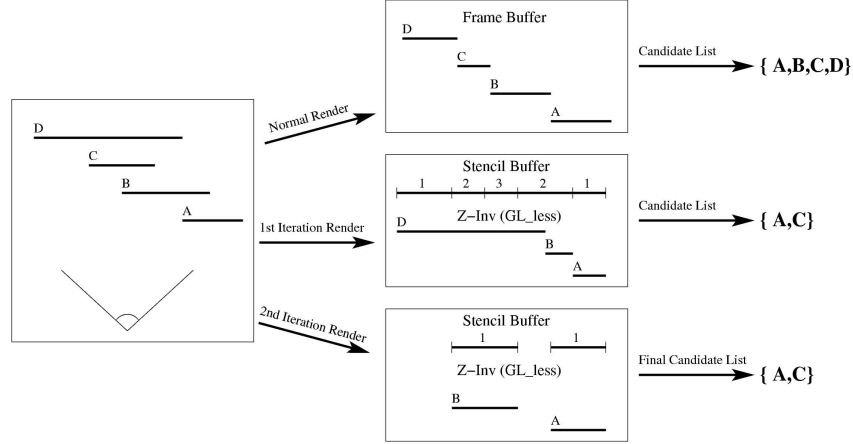 D
C
B
A
Normal Render
1st Iteration Render
2nd Iteration Render
Frame Buffer
D
C
B
A
Candidate List
{ A,B,C,D}
Stencil Buffer
1 2 3 2 1
Z-Inv (GL_less)
D
B
A
Candidate List
{ A,C}
Stencil Buffer
1 1
Z-Inv (GL_less)
B
A
Final Candidate List
{ A,C}